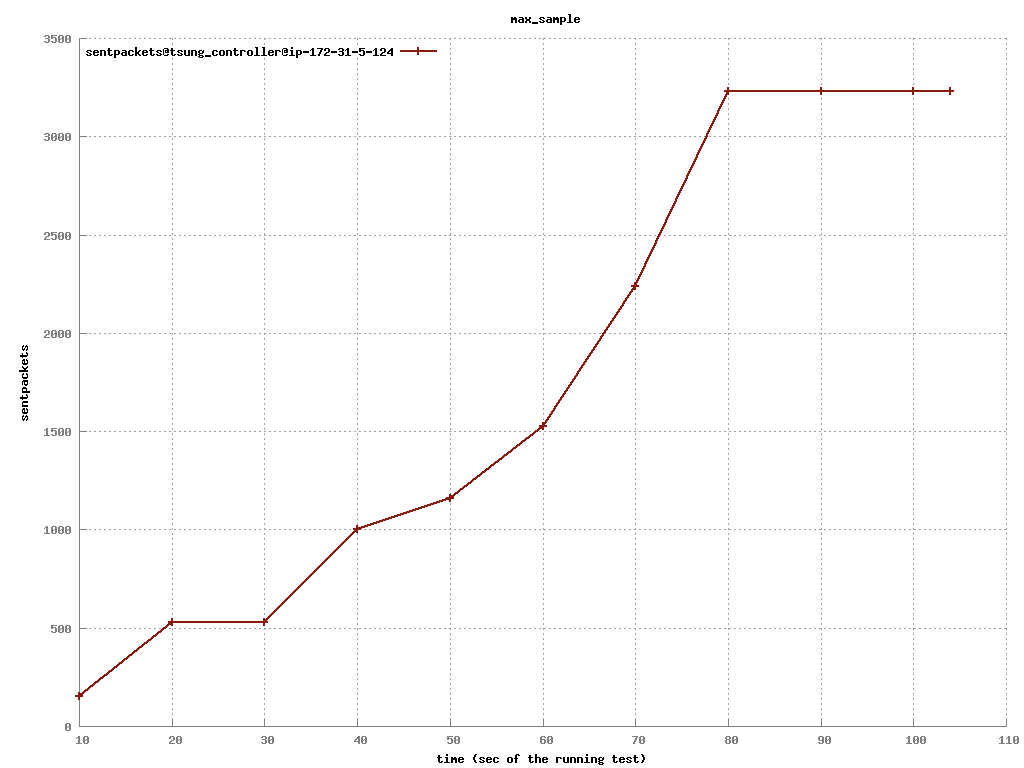 max_sample
3500
sentpackets@tsung_controller@ip-172-31-5-124
3000
2500
2000
sentpackets
1500
1000
500
0
10 20 30 40 50 60 70 80 90 100 110
time (sec of the running test)